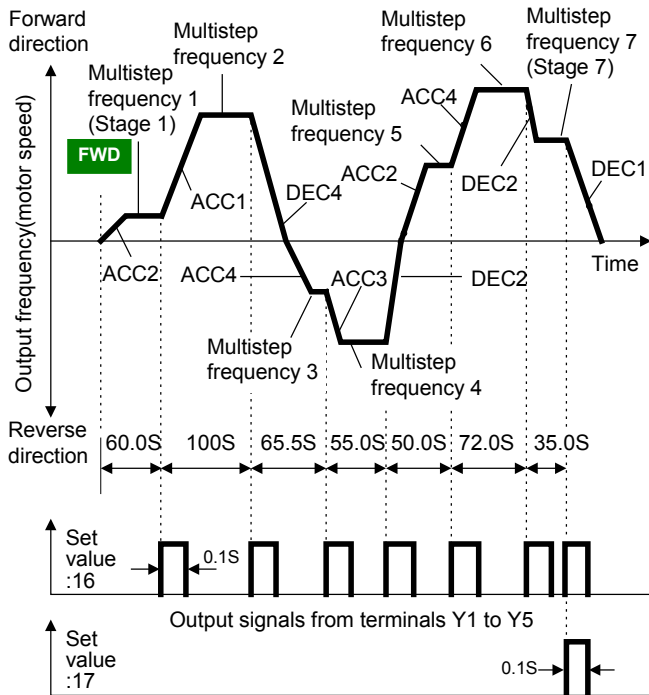 Forward
direction
Multistep
frequency 2
Multistep
frequency 6
Multistep
frequency 7
(Stage 7)
Multistep
frequency 1
(Stage 1)
ACC4
Multistep
frequency 5
FWD
ACC2
DEC2
DEC1
ACC1
DEC4
Output frequency(motor speed)
Time
ACC2
ACC4
ACC3
DEC2
Multistep
frequency 3
Multistep
frequency 4
Reverse
direction
60.0S 100S 65.5S 55.0S 50.0S 72.0S 35.0S
Set
value
:16
0.1S
Output signals from terminals Y1 to Y5
Set
value
:17
0.1S